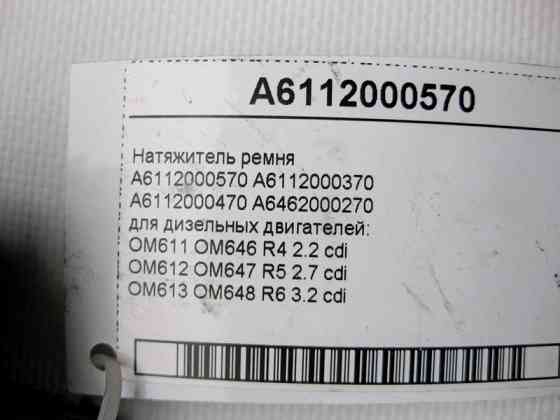 A6112000570
Натяжитель ремня
A6112000570 A6112000370
A6112000470 A6462000270
для дизельных двигателей:
OM611 OM646 R4 2.2 cdi
OM612 OM647 R5 2.7 cdi
OM613 OM648 R6 3.2 cdi